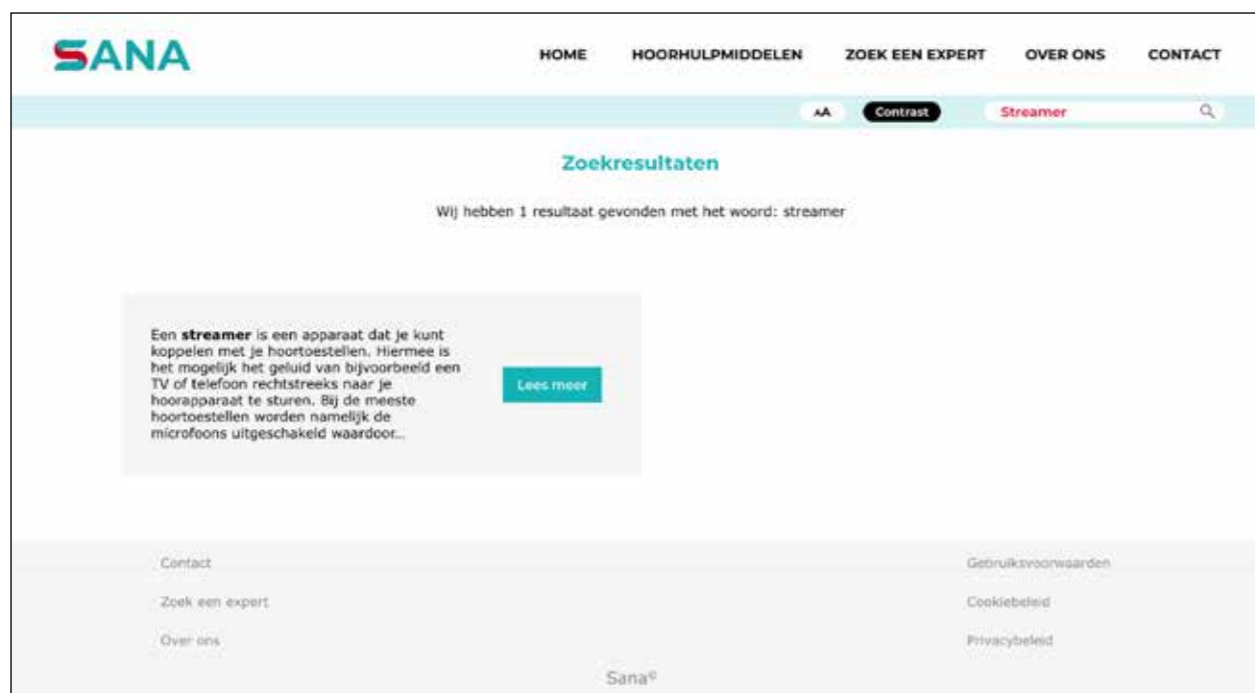 SANA
HOME HOORHULPMIDDELEN ZOEK EEN EXPERT OVER ONS CONTACT
AA Contrast Streamer
Zoekresultaten
Wij hebben 1 resultaat gevonden met het woord: streamer
Een streamer is een apparaat dat je kunt
koppelen met je hoortoestellen. Hiermee is
het mogelijk het geluid van bijvoorbeeld een
TV of telefoon rechtstreeks naar je
hoorapparaat te sturen. Bij de meeste
hoortoestellen worden namelijk de
microfoons uitgeschakeld waardoor...
Lees meer
Contact
Zoek een expert
Over ons
Gebruiksvoorwaarden
Cookiebeleid
Privacybeleid
Sana©